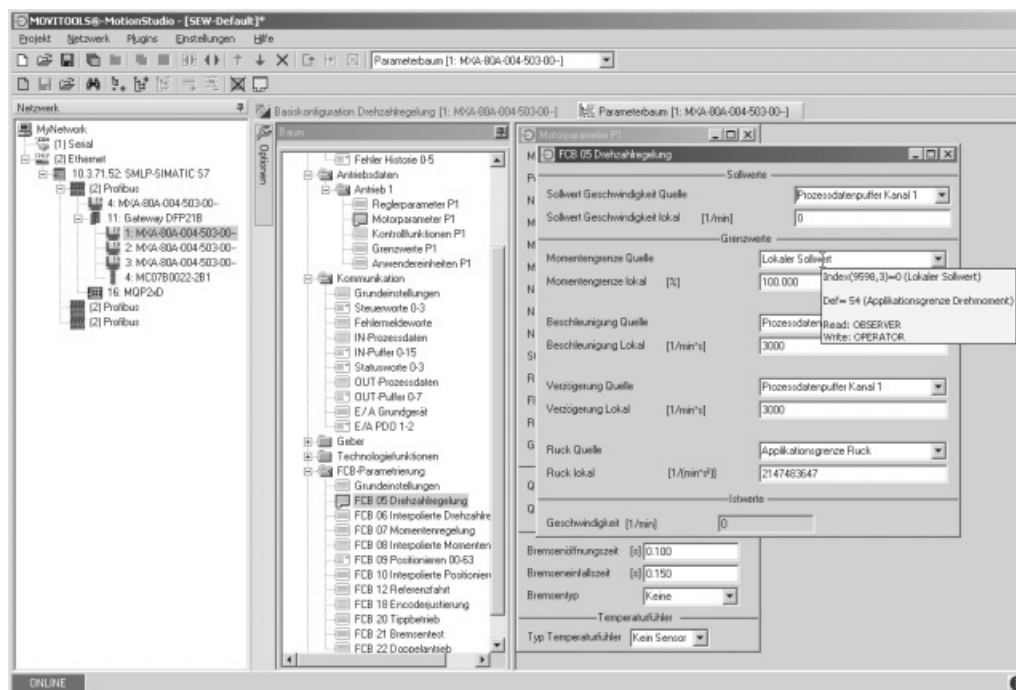 MOVITOOLS®-MotionStudio - [SEW-Default]*
Projekt Netzwerk Plugins Einstellungen Hilfe
Parameterbaum [1: MXA-80A-004-503-00--]
Netzwerk
Basiskonfiguration Drehzahlregelung [1: MXA-80A-004-503-00--] Parameterbaum [1: MXA-80A-004-503-00--]
MyNetwork
(1) Serial
(2) Ethernet
10.3.71.52: SMLP-SIMATIC S7
(2) Profibus
4: MXA-80A-004-503-00--
11: Gateway DFP21B
1: MXA-80A-004-503-00--
2: MXA-80A-004-503-00--
3: MXA-80A-004-503-00--
4: MC07B0022-2B1
16: MQP2xD
(2) Profibus
(2) Profibus
Optionen
Baum
Fehler Historie 0-5
Antriebsdaten
Antrieb 1
Reglerparameter P1
Motorparameter P1
Kontrollfunktionen P1
Grenzwerte P1
Anwendereinheiten P1
Kommunikation
Grundeinstellungen
Steuerworte 0-3
Fehlermeldeworte
IN-Prozessdaten
IN-Puffer 0-15
Statusworte 0-3
OUT-Prozessdaten
OUT-Puffer 0-7
E/A Grundgerät
E/A PDO 1-2
Geber
Technologiefunktionen
FCB-Parametrierung
Grundeinstellungen
FCB 05 Drehzahlregelung
FCB 06 Interpolierte Drehzahlre
FCB 07 Momentenregelung
FCB 08 Interpolierte Momenten
FCB 09 Positionieren 00-63
FCB 10 Interpolierte Positionier
FCB 12 Referenzfahrt
FCB 18 Encoderjustierung
FCB 20 Tippbetrieb
FCB 21 Bremsentest
FCB 22 Doppelantrieb
Motorparameter P1
FCB 05 Drehzahlregelung
Sollwerte
Sollwert Geschwindigkeit Quelle Prozessdatenpuffer Kanal 1
Sollwert Geschwindigkeit lokal [1/min] 0
Grenzwerte
Momentengrenze Quelle Lokaler Sollwert
Momentengrenze lokal [%] 100.000
Index(9598,3)=0 (Lokaler Sollwert)
Def= 54 (Applikationsgrenze Drehmoment)
Read: OBSERVER
Write: OPERATOR
Beschleunigung Quelle Prozessdaten
Beschleunigung Lokal [1/min*s] 3000
Verzögerung Quelle Prozessdatenpuffer Kanal 1
Verzögerung Lokal [1/min*s] 3000
Ruck Quelle Applikationsgrenze Ruck
Ruck lokal [1/(min*s²)] 2147483647
Istwerte
Geschwindigkeit [1/min] 0
Bremsenöffnungszeit [s] 0.100
Bremseneinfallszeit [s] 0.150
Bremsentyp Keine
Temperaturfühler
Typ Temperaturfühler Kein Sensor
ONLINE